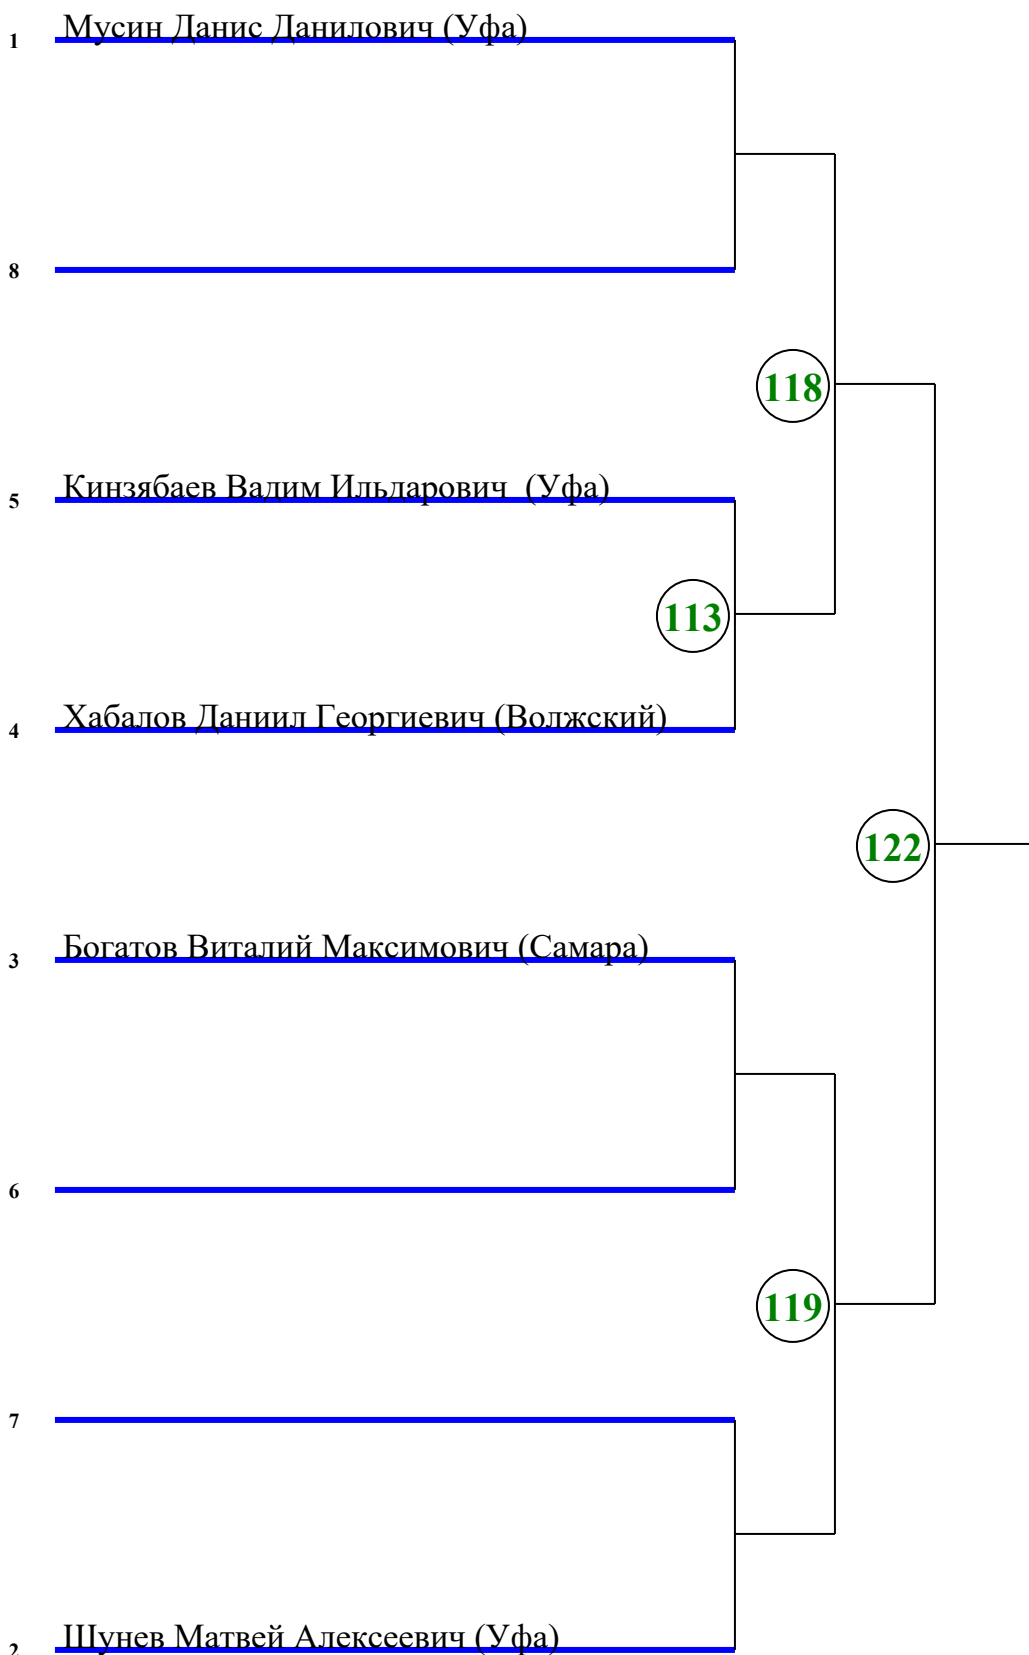 1 Мусин Данис Данилович (Уфа)
8
118
5 Кинзябаев Вадим Ильдарович (Уфа)
113
4 Хабалов Даниил Георгиевич (Волжский)
122
3 Богатов Виталий Максимович (Самара)
6
119
7
2 Шунев Матвей Алексеевич (Уфа)